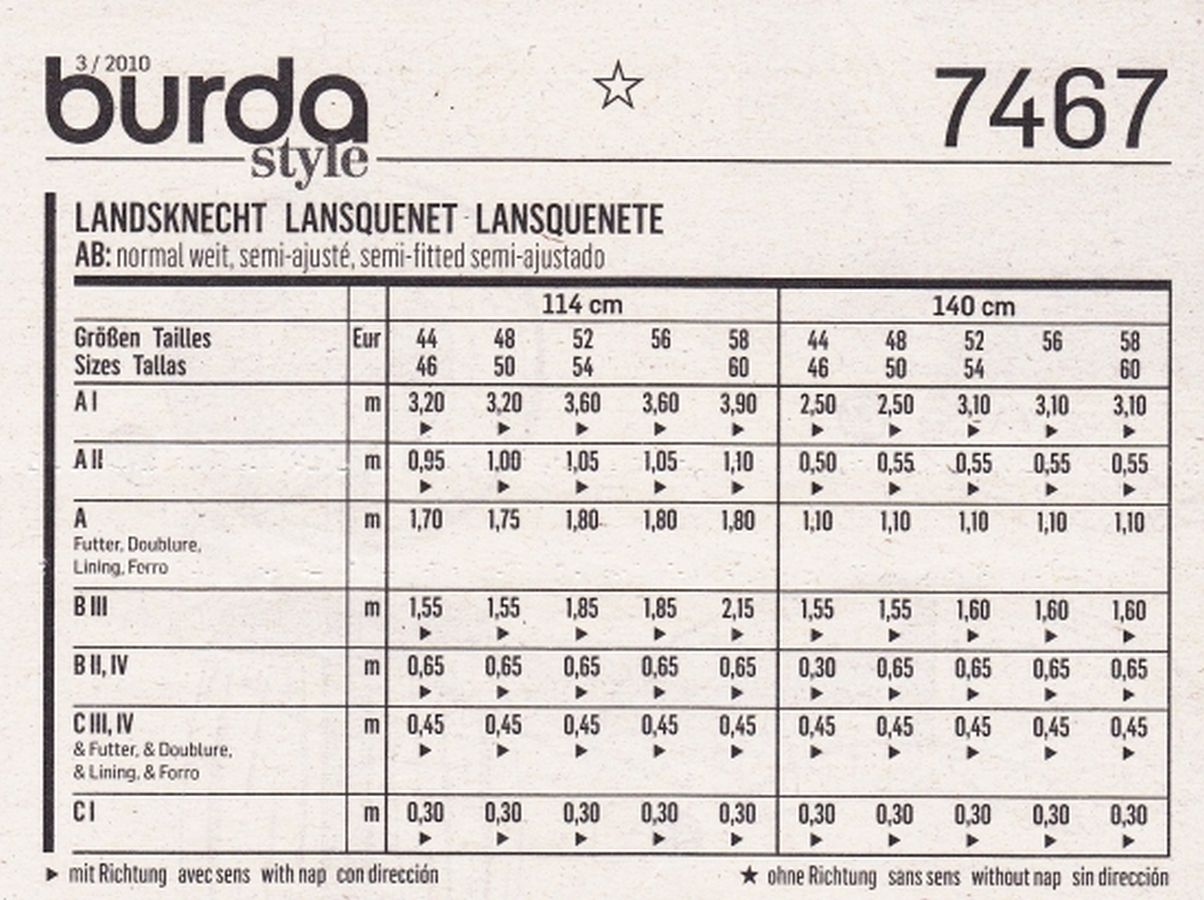 3 / 2010
burda
style
☆
7467
LANDSKNECHT LANSQUENET LANSQUENETE
AB: normal weit, semi-ajusté, semi-fitted semi-ajustado
114 cm 140 cm
Größen Tailles Eur 44 48 52 56 58 44 48 52 56 58
Sizes Tallas 46 50 54 60 46 50 54 60
A I m 3,20 3,20 3,60 3,60 3,90 2,50 2,50 3,10 3,10 3,10
► ► ► ► ► ► ► ► ► ►
A II m 0,95 1,00 1,05 1,05 1,10 0,50 0,55 0,55 0,55 0,55
► ► ► ► ► ► ► ► ► ►
A m 1,70 1,75 1,80 1,80 1,80 1,10 1,10 1,10 1,10 1,10
Futter, Doublure,
Lining, Forro
B III m 1,55 1,55 1,85 1,85 2,15 1,55 1,55 1,60 1,60 1,60
► ► ► ► ► ► ► ► ► ►
B II, IV m 0,65 0,65 0,65 0,65 0,65 0,30 0,65 0,65 0,65 0,65
► ► ► ► ► ► ► ► ► ►
C III, IV m 0,45 0,45 0,45 0,45 0,45 0,45 0,45 0,45 0,45 0,45
& Futter, & Doublure, ► ► ► ► ► ► ► ► ► ►
& Lining, & Forro
C I m 0,30 0,30 0,30 0,30 0,30 0,30 0,30 0,30 0,30 0,30
► ► ► ► ► ► ► ► ► ►
► mit Richtung avec sens with nap con dirección ★ ohne Richtung sans sens without nap sin dirección